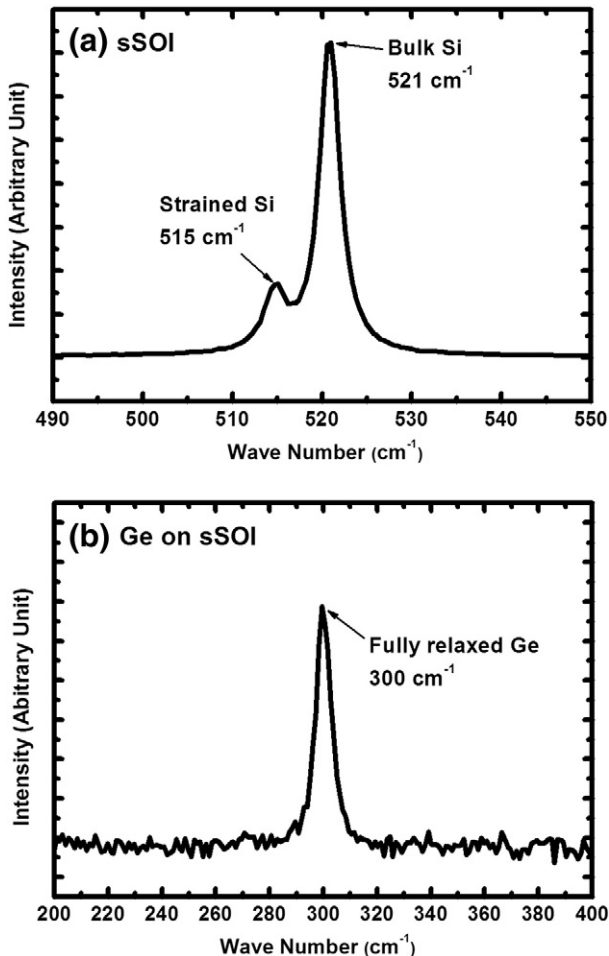 (a) sSOI
Bulk Si
521 cm⁻¹
Strained Si
515 cm⁻¹
Intensity (Arbitrary Unit)
490 500 510 520 530 540 550
Wave Number (cm⁻¹)
(b) Ge on sSOI
Fully relaxed Ge
300 cm⁻¹
Intensity (Abitrary Unit)
200 220 240 260 280 300 320 340 360 380 400
Wave Number (cm⁻¹)